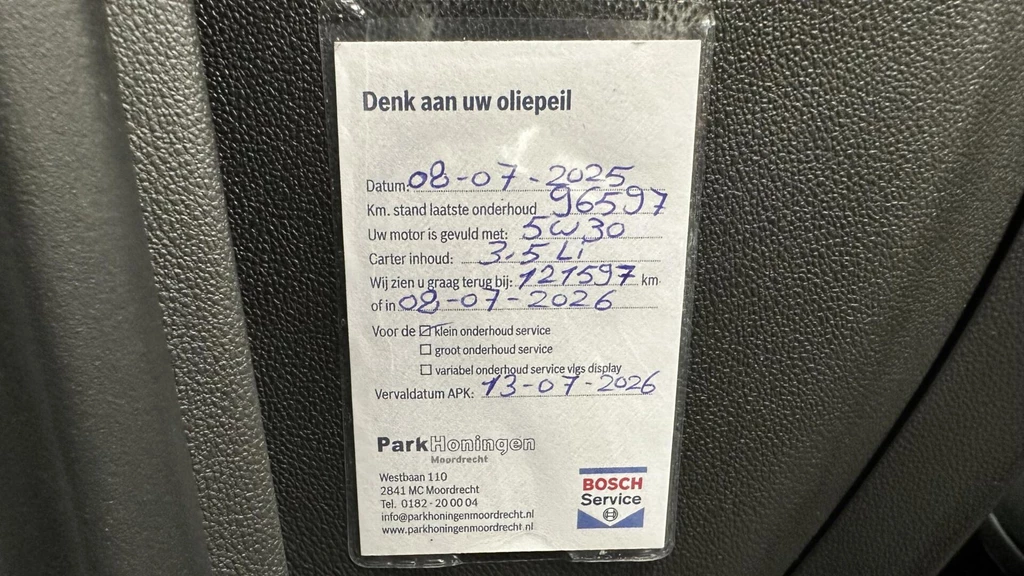 Denk aan uw oliepeil
Datum: 08-07-2025
Km. stand laatste onderhoud 96597
Uw motor is gevuld met: 5W30
Carter inhoud: 3.5 Li
Wij zien u graag terug bij: 121597 km
of in 08-07-2026
Voor de ☑ klein onderhoud service
☐ groot onderhoud service
☐ variabel onderhoud service vlgs display
Vervaldatum APK: 13-07-2026
ParkHoningen
Moordrecht
Westbaan 110
2841 MC Moordrecht
Tel. 0182 - 20 00 04
info@parkhoningenmoordrecht.nl
www.parkhoningenmoordrecht.nl
BOSCH
Service